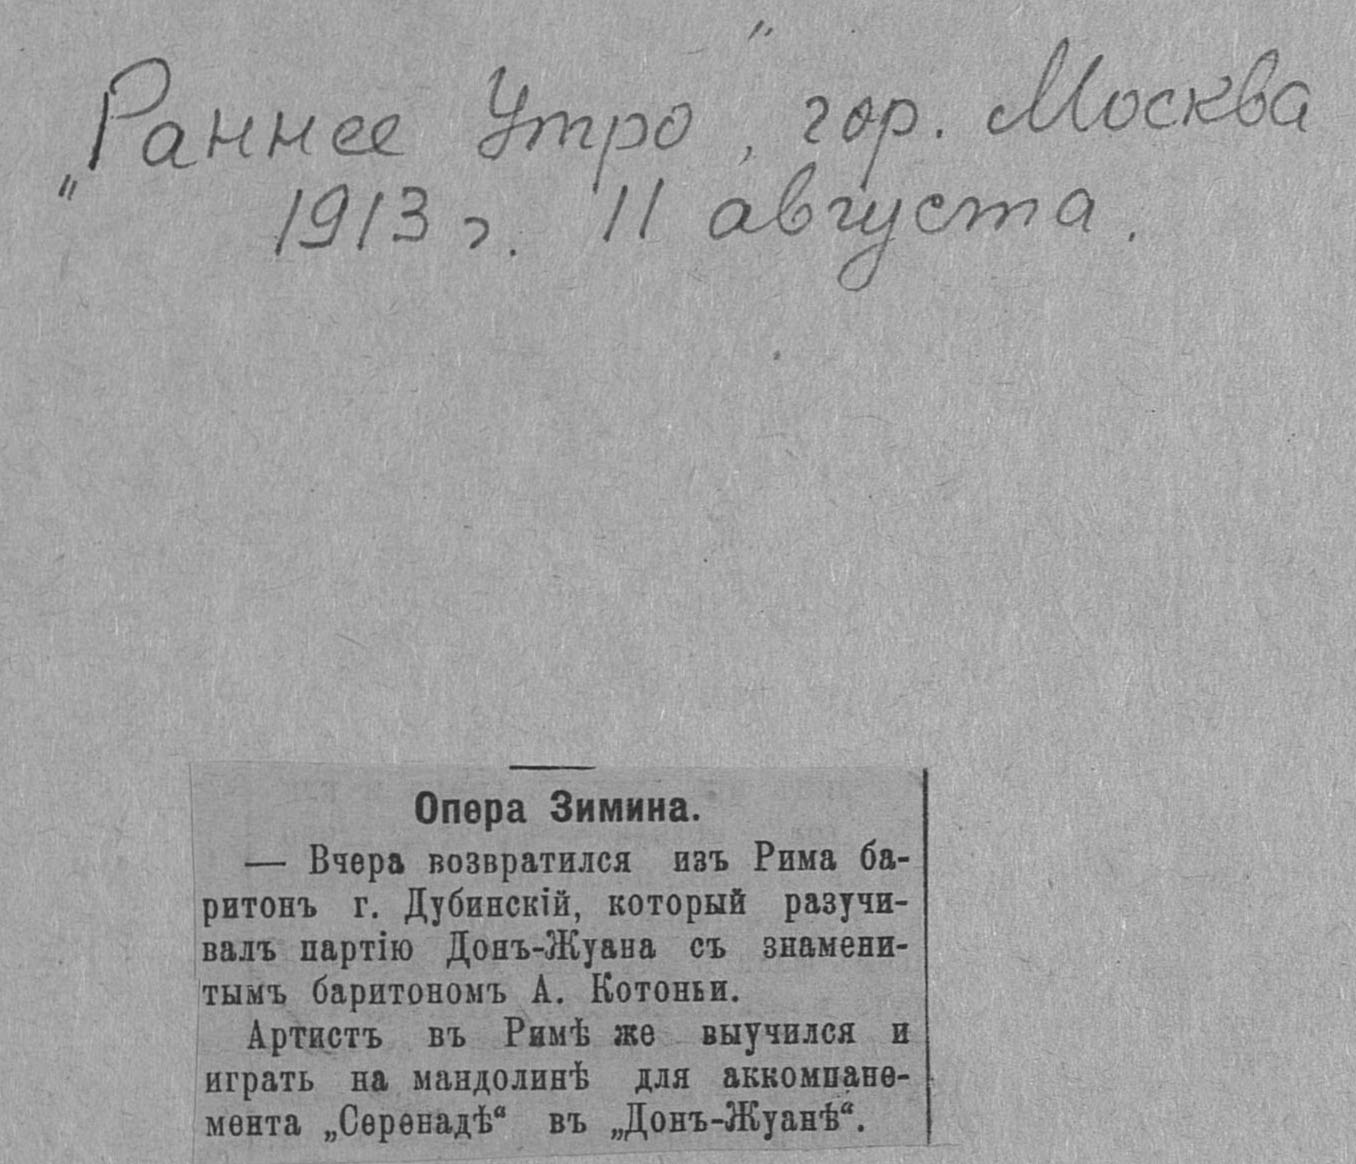 „Раннее Утро", гор. Москва
1913 г. 11 августа.
Опера Зимина.
— Вчера возвратился изъ Рима ба-
ритонъ г. Дубинскій, который разучи-
валъ партію Донъ-Жуана съ знамени-
тымъ баритономъ А. Котоньи.
Артистъ въ Римѣ же выучился и
играть на мандолинѣ для аккомпане-
мента „Серенадѣ“ въ „Донъ-Жуанѣ“.